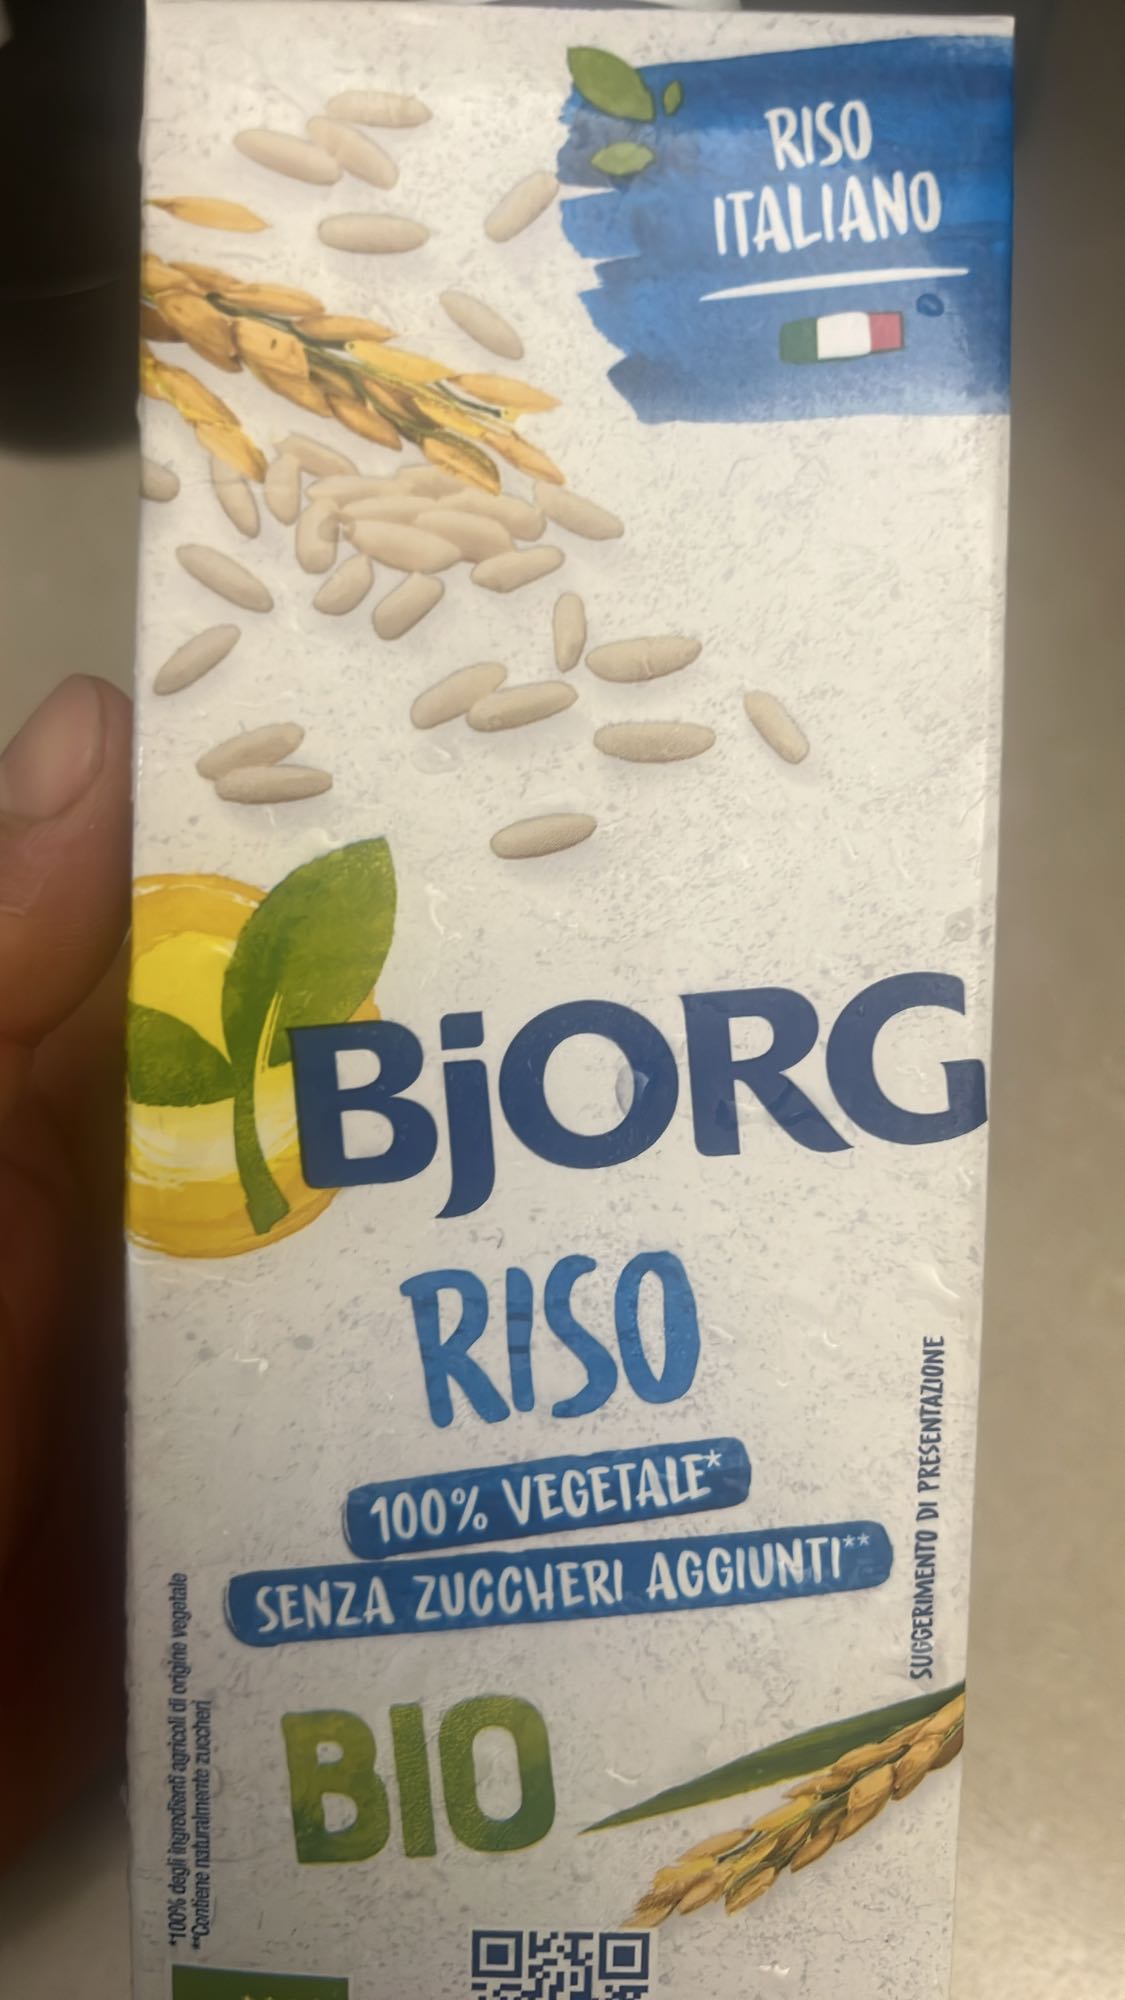 RISO
ITALIANO
BjORG
RISO
100% VEGETALE*
SENZA ZUCCHERI AGGIUNTI**
BIO
SUGGERIMENTO DI PRESENTAZIONE
*100% degli ingredienti agricoli di origine vegetale
**Contiene naturalmente zuccheri